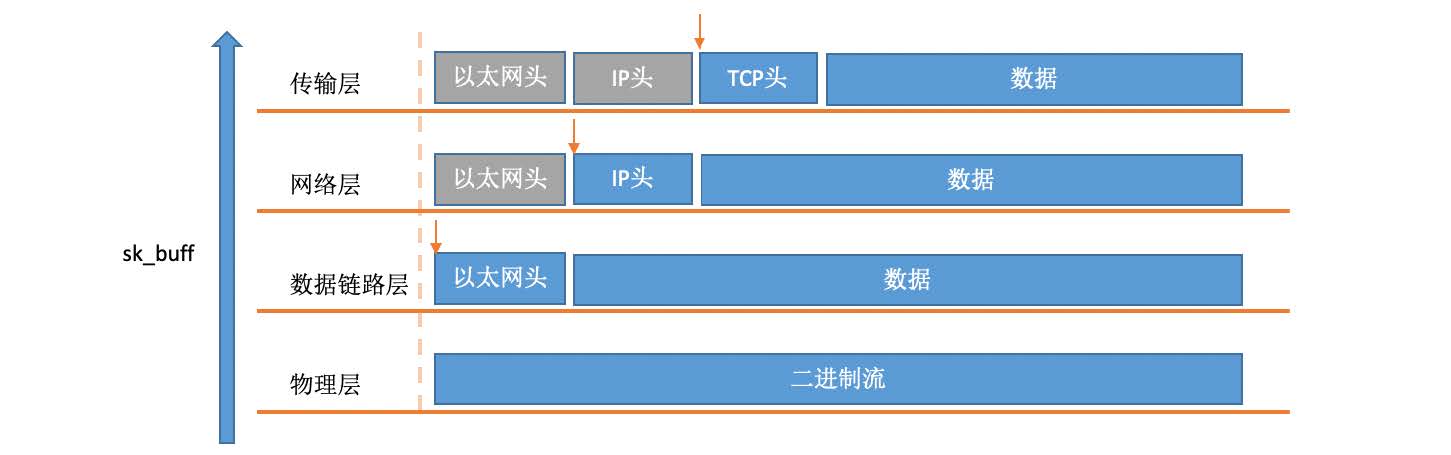 传输层
以太网头
IP头
TCP头
数据
网络层
以太网头
IP头
数据
sk_buff
数据链路层
以太网头
数据
物理层
二进制流